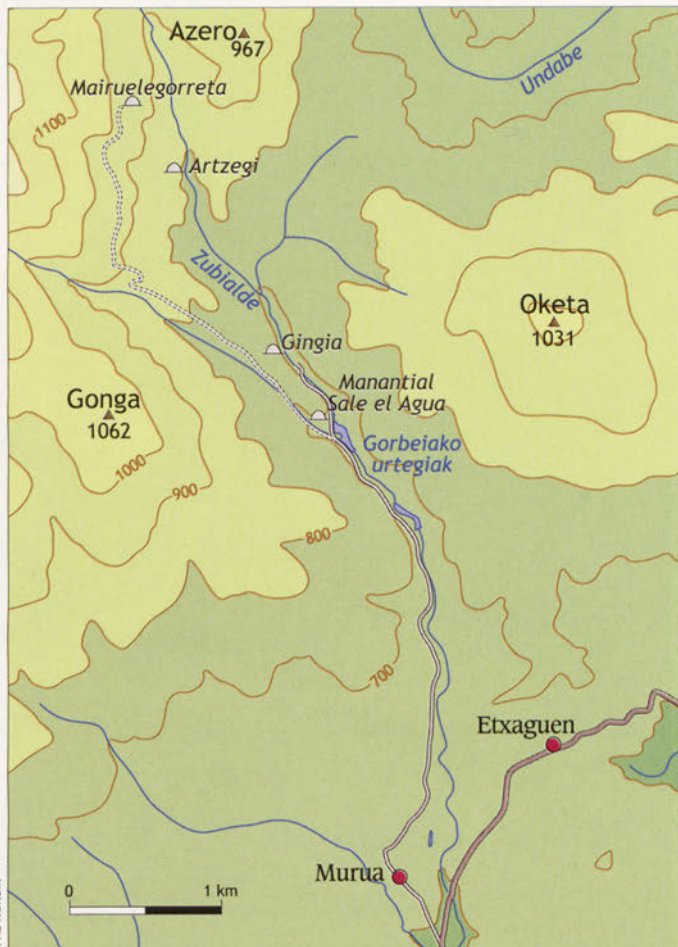 Azero
967
Undabe
Mairuelegorreta
1100
Artzegi
Zubialde
Oketa
1031
Gingia
Manantial
Sale el Agua
Gonga
1062
Gorbeiako
urtegiak
1000
900
800
700
Etxaguen
Murua
0 1 km